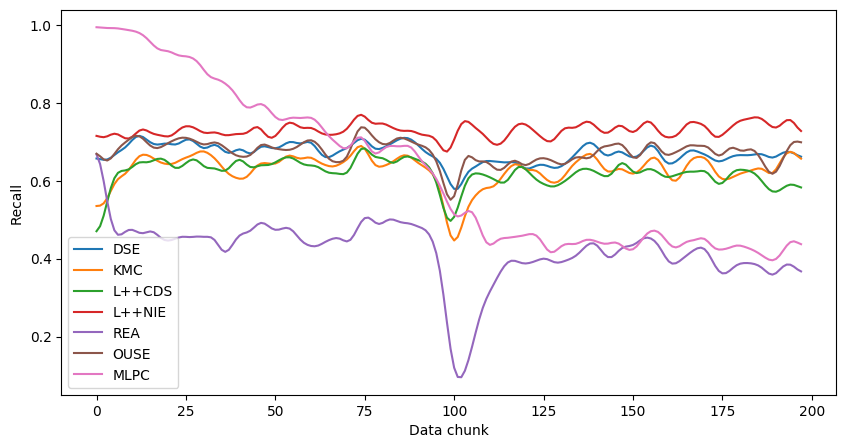 1.0
0.8
0.6
0.4
0.2
Recall
DSE
KMC
L++CDS
L++NIE
REA
OUSE
MLPC
0 25 50 75 100 125 150 175 200
Data chunk